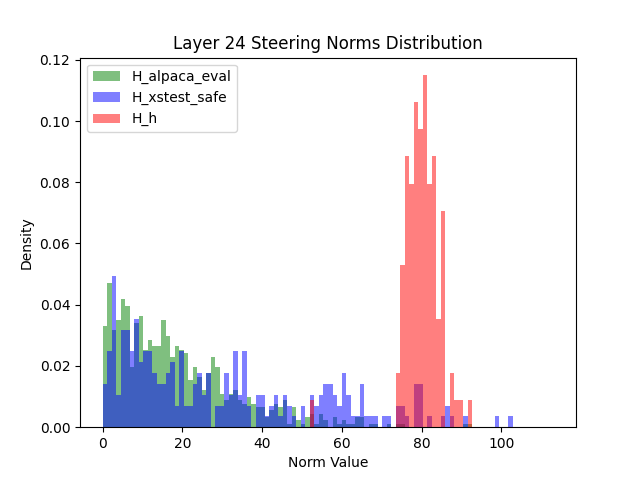 Layer 24 Steering Norms Distribution
0.12
0.10
0.08
0.06
0.04
0.02
0.00
Density
H_alpaca_eval
H_xstest_safe
H_h
0 20 40 60 80 100
Norm Value